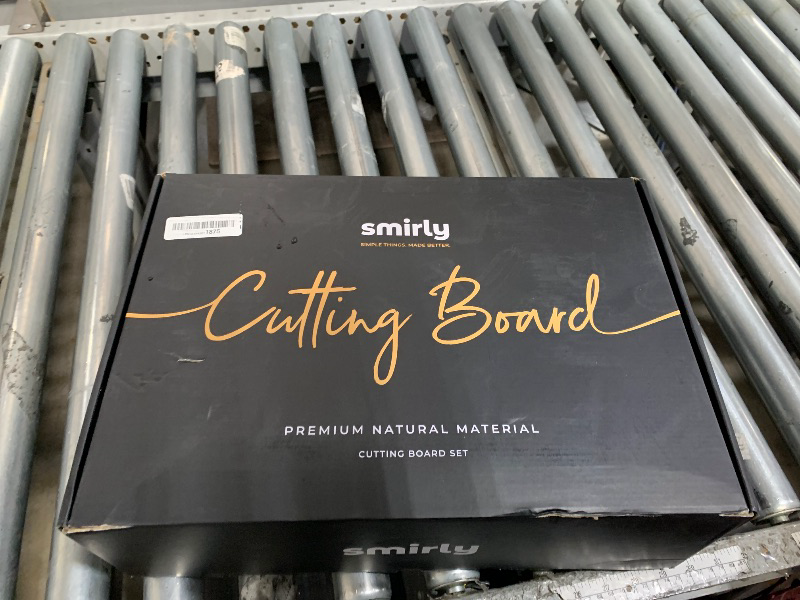 smirly
SIMPLE THINGS. MADE BETTER.
Cutting Board
PREMIUM NATURAL MATERIAL
CUTTING BOARD SET
smirly